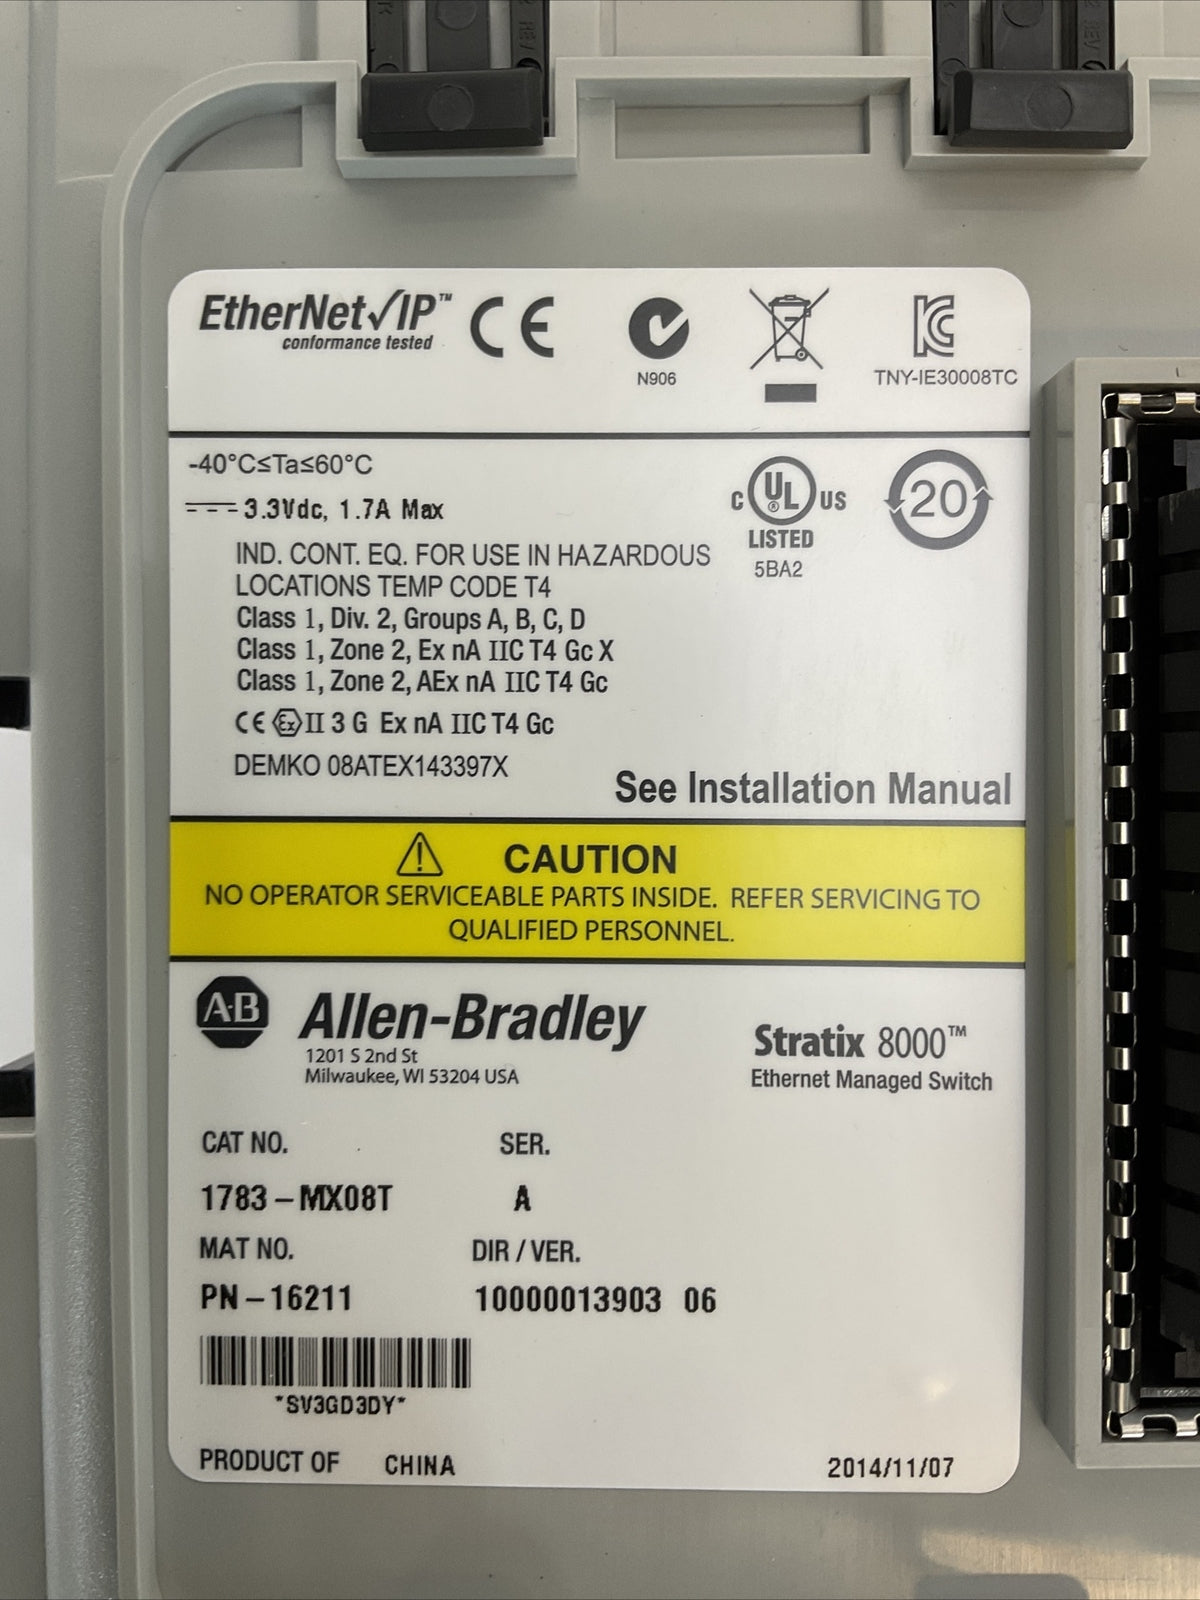 EtherNet/IP™
conformance tested
CE
N906
KC
TNY-IE30008TC
-40°C≤Ta≤60°C
3.3Vdc, 1.7A Max
IND. CONT. EQ. FOR USE IN HAZARDOUS
LOCATIONS TEMP CODE T4
Class 1, Div. 2, Groups A, B, C, D
Class 1, Zone 2, Ex nA IIC T4 Gc X
Class 1, Zone 2, AEx nA IIC T4 Gc
CE Ex II 3 G Ex nA IIC T4 Gc
DEMKO 08ATEX143397X
C UL ® US
LISTED
5BA2
20
See Installation Manual
CAUTION
NO OPERATOR SERVICEABLE PARTS INSIDE. REFER SERVICING TO
QUALIFIED PERSONNEL.
A-B Allen-Bradley
1201 S 2nd St
Milwaukee, WI 53204 USA
Stratix 8000™
Ethernet Managed Switch
CAT NO. SER.
1783-MX08T A
MAT NO. DIR / VER.
PN-16211 10000013903 06
*SV3GD3DY*
PRODUCT OF CHINA 2014/11/07